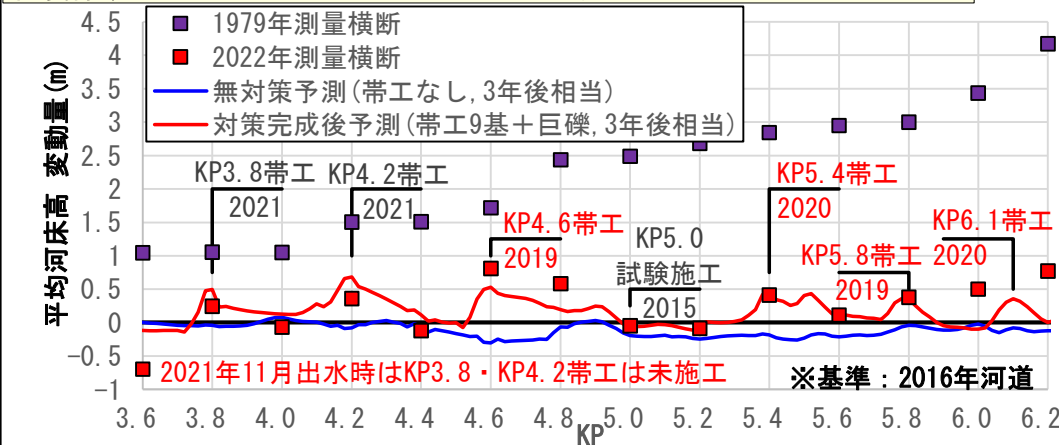 1979年測量横断
2022年測量横断
無対策予測(帯工なし,3年後相当)
対策完成後予測(帯工9基＋巨礫,3年後相当)
平均河床高 変動量(m)
4.5
4
3.5
3
2.5
2
1.5
1
0.5
0
-0.5
-1
KP3.8帯工
2021
KP4.2帯工
2021
KP4.6帯工
2019
KP5.0
試験施工
2015
KP5.4帯工
2020
KP5.8帯工
2019
KP6.1帯工
2020
2021年11月出水時はKP3.8・KP4.2帯工は未施工
※基準：2016年河道
3.6 3.8 4.0 4.2 4.4 4.6 4.8 5.0 5.2 5.4 5.6 5.8 6.0 6.2
KP